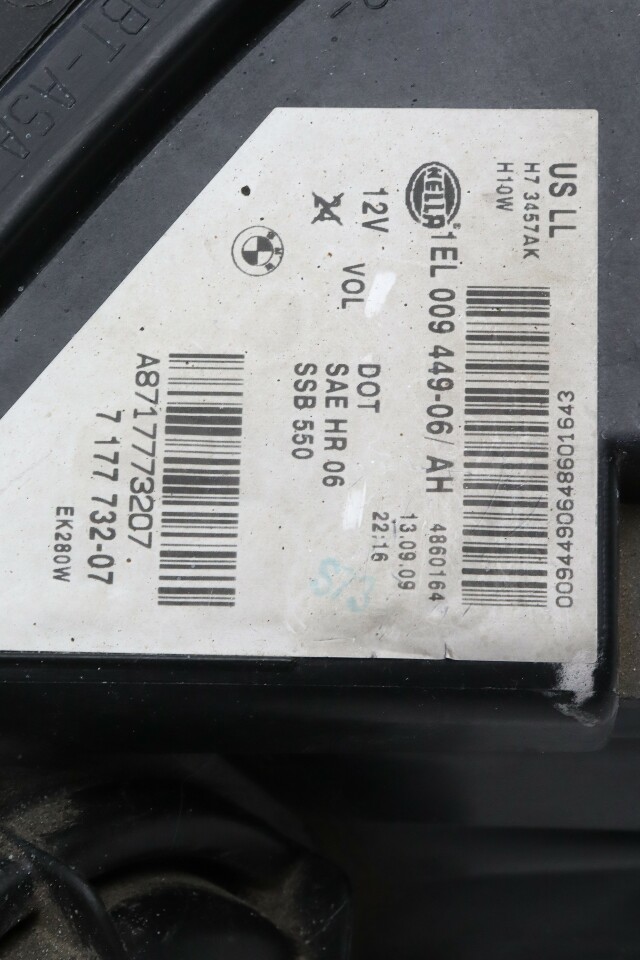 US LL
H7 3457AK
H10W
HELLA
1EL 009 449-06/AH
12V
24
VOL
DOT
SAE HR 06
SSB 550
4860164
13.09.09
22:16
0094490648601643
A8717773207
7 177 732-07
EK280W